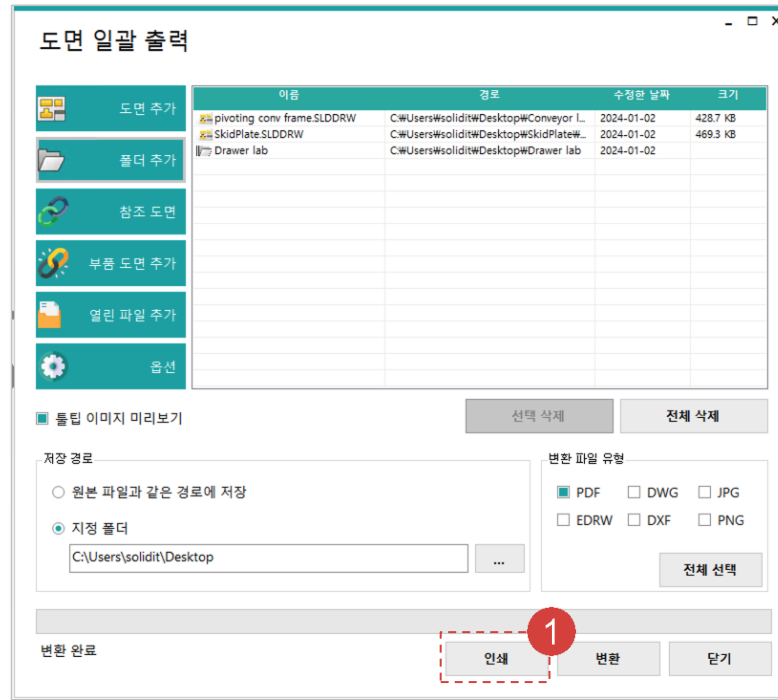 도면 일괄 출력
도면 추가
폴더 추가
참조 도면
부품 도면 추가
열린 파일 추가
옵션
이름 경로 수정한 날짜 크기
pivoting conv frame.SLDDRW C:₩Users₩solidit₩Desktop₩Conveyor l... 2024-01-02 428.7 KB
SkidPlate.SLDDRW C:₩Users₩solidit₩Desktop₩SkidPlate₩... 2024-01-02 469.3 KB
Drawer lab C:₩Users₩solidit₩Desktop₩Drawer lab 2024-01-02
툴팁 이미지 미리보기
선택 삭제 전체 삭제
저장 경로
원본 파일과 같은 경로에 저장
지정 폴더
C:\Users\solidit\Desktop ...
변환 파일 유형
PDF DWG JPG
EDRW DXF PNG
전체 선택
변환 완료
1
인쇄 변환 닫기